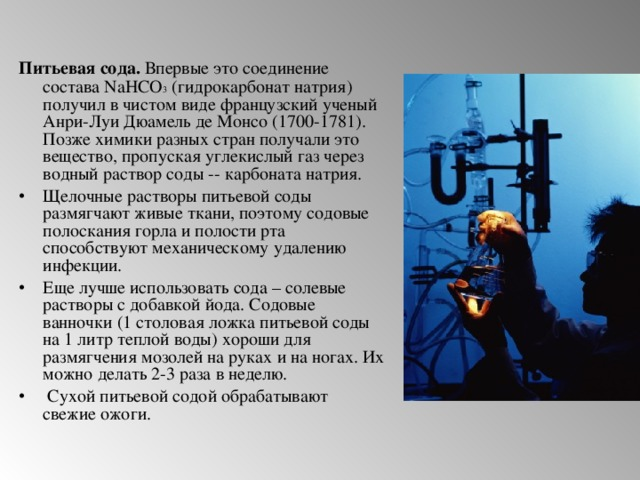 Питьевая сода. Впервые это соединение
состава NaHCO₃ (гидрокарбонат натрия)
получил в чистом виде французский ученый
Анри-Луи Дюамель де Монсо (1700-1781).
Позже химики разных стран получали это
вещество, пропуская углекислый газ через
водный раствор соды -- карбоната натрия.
• Щелочные растворы питьевой соды
размягчают живые ткани, поэтому содовые
полоскания горла и полости рта
способствуют механическому удалению
инфекции.
• Еще лучше использовать сода – солевые
растворы с добавкой йода. Содовые
ванночки (1 столовая ложка питьевой соды
на 1 литр теплой воды) хороши для
размягчения мозолей на руках и на ногах. Их
можно делать 2-3 раза в неделю.
• Сухой питьевой содой обрабатывают
свежие ожоги.